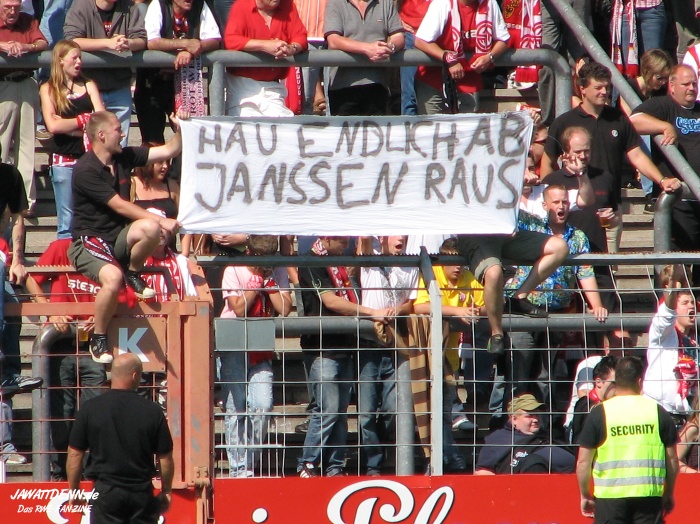 HAU ENDLICH AB
JANSSEN RAUS
K
SECURITY
JAWATTDENN.de
Das RWE-FANZINE